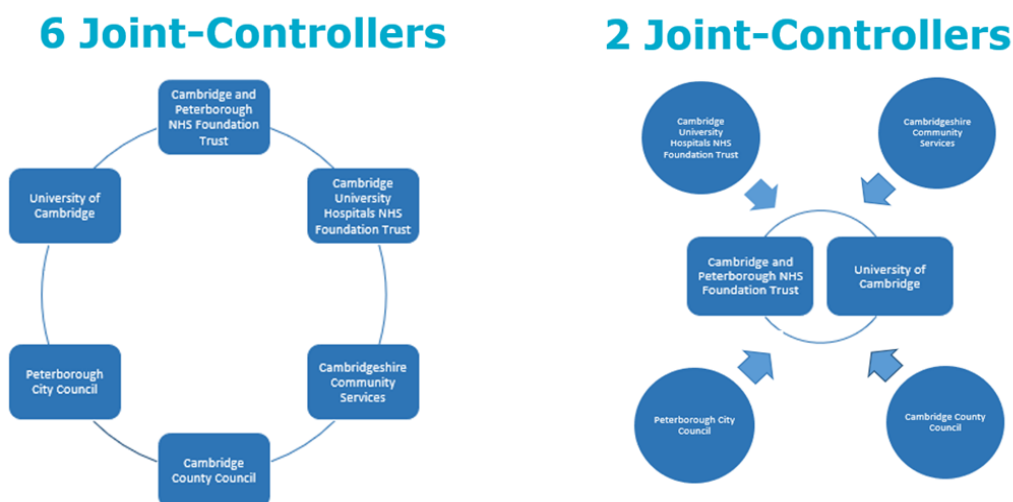 6 Joint-Controllers
Cambridge and
Peterborough
NHS Foundation
Trust
University of
Cambridge
Cambridge
University
Hospitals NHS
Foundation Trust
Peterborough
City Council
Cambridgeshire
Community
Services
Cambridge
County Council
2 Joint-Controllers
Cambridge
University
Hospitals NHS
Foundation Trust
Cambridgeshire
Community
Services
Cambridge and
Peterborough NHS
Foundation Trust
University of
Cambridge
Peterborough City
Council
Cambridge County
Council